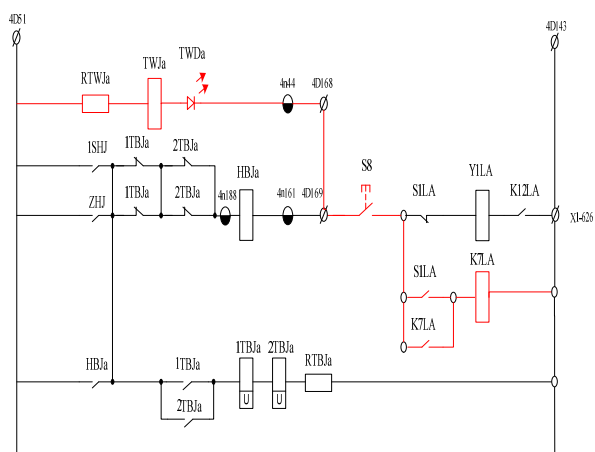 4D51 4D143
RTWJa TWJa TWDa 4n44 4D168
1SHJ 1TBJa 2TBJa HBJa S8 Y1LA
ZHJ 1TBJa 2TBJa 4n188 4n161 4D169 S1LA K12LA X1-626
S1LA K7LA
K7LA
HBJa 1TBJa 1TBJa 2TBJa RTBJa
2TBJa U U